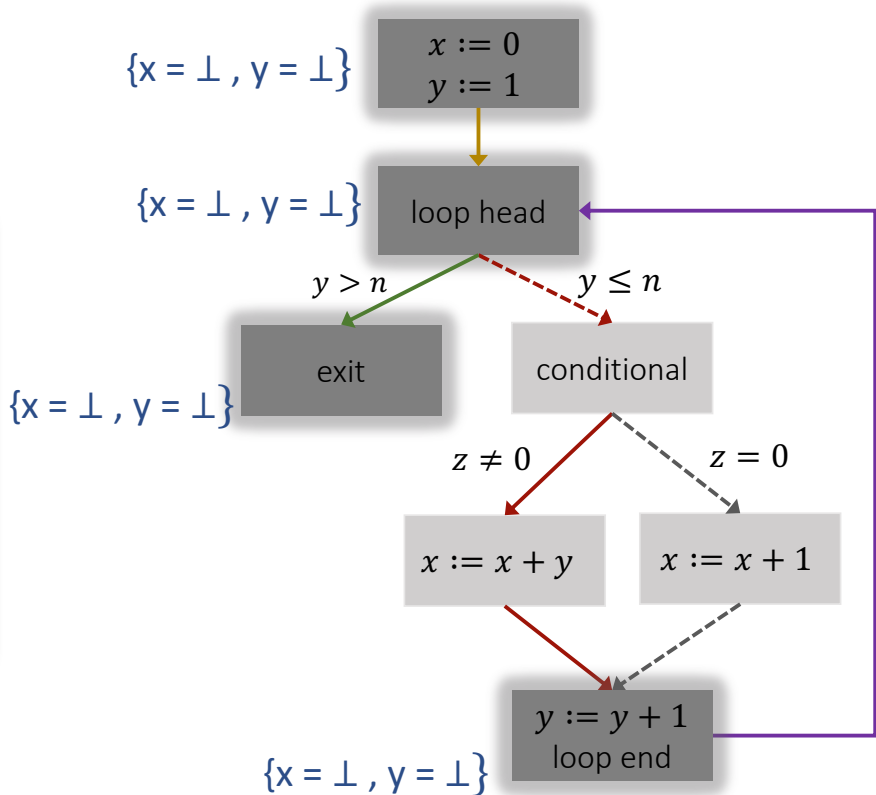 x := 0
y := 1
{x = ⊥ , y = ⊥}
{x = ⊥ , y = ⊥}
loop head
y > n
y ≤ n
exit
conditional
{x = ⊥ , y = ⊥}
z ≠ 0
z = 0
x := x + y
x := x + 1
y := y + 1
loop end
{x = ⊥ , y = ⊥}